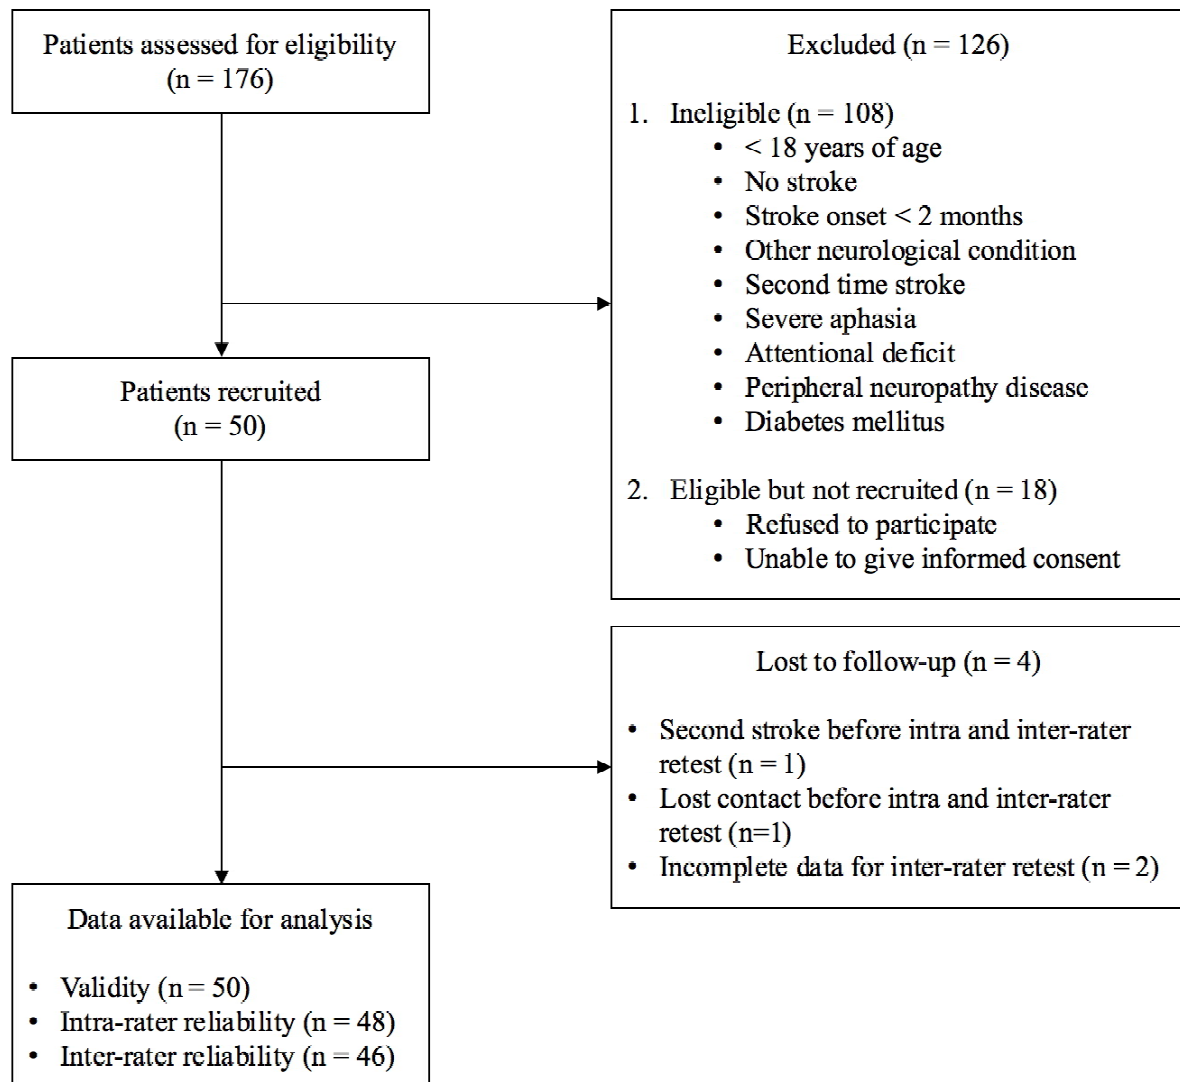 Patients assessed for eligibility
(n = 176)
Excluded (n = 126)
1. Ineligible (n = 108)
• < 18 years of age
• No stroke
• Stroke onset < 2 months
• Other neurological condition
• Second time stroke
• Severe aphasia
• Attentional deficit
• Peripheral neuropathy disease
• Diabetes mellitus
2. Eligible but not recruited (n = 18)
• Refused to participate
• Unable to give informed consent
Patients recruited
(n = 50)
Lost to follow-up (n = 4)
• Second stroke before intra and inter-rater
retest (n = 1)
• Lost contact before intra and inter-rater
retest (n=1)
• Incomplete data for inter-rater retest (n = 2)
Data available for analysis
• Validity (n = 50)
• Intra-rater reliability (n = 48)
• Inter-rater reliability (n = 46)